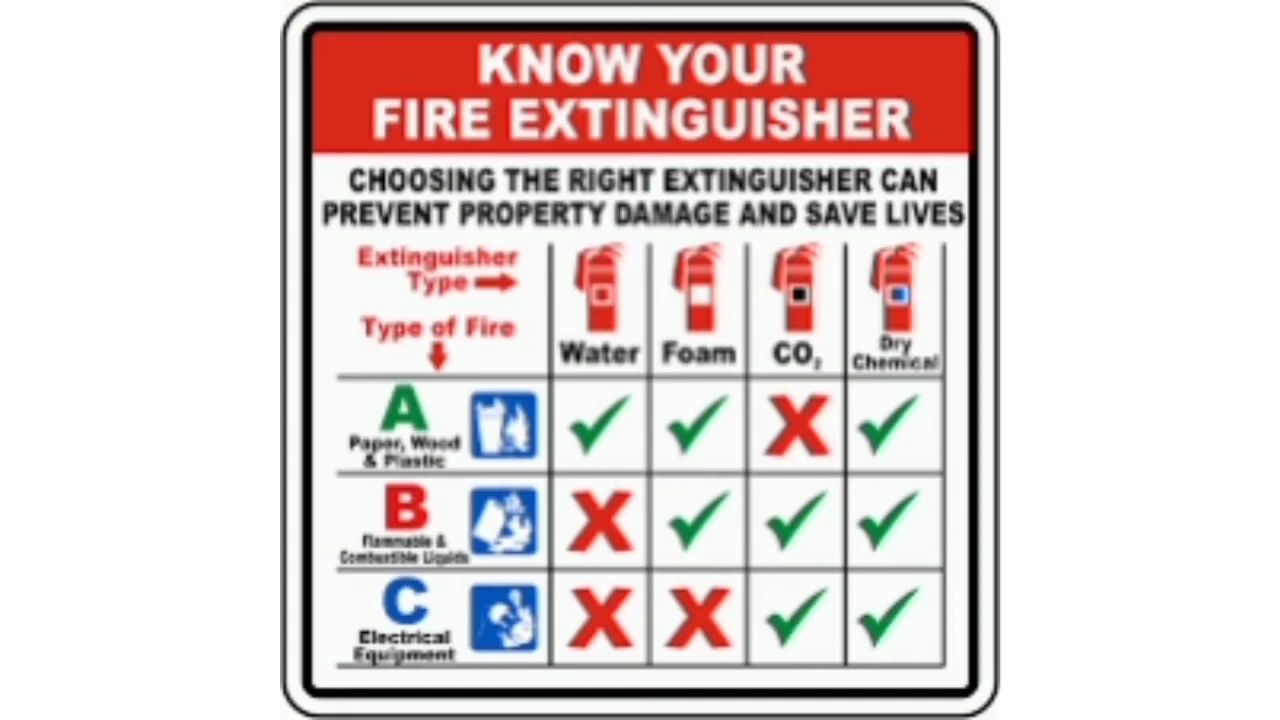 KNOW YOUR
FIRE EXTINGUISHER
CHOOSING THE RIGHT EXTINGUISHER CAN
PREVENT PROPERTY DAMAGE AND SAVE LIVES
Extinguisher
Type
Type of Fire
Water
Foam
CO₂
Dry
Chemical
A
Paper, Wood
& Plastic
B
Flammable &
Combustible Liquids
C
Electrical
Equipment